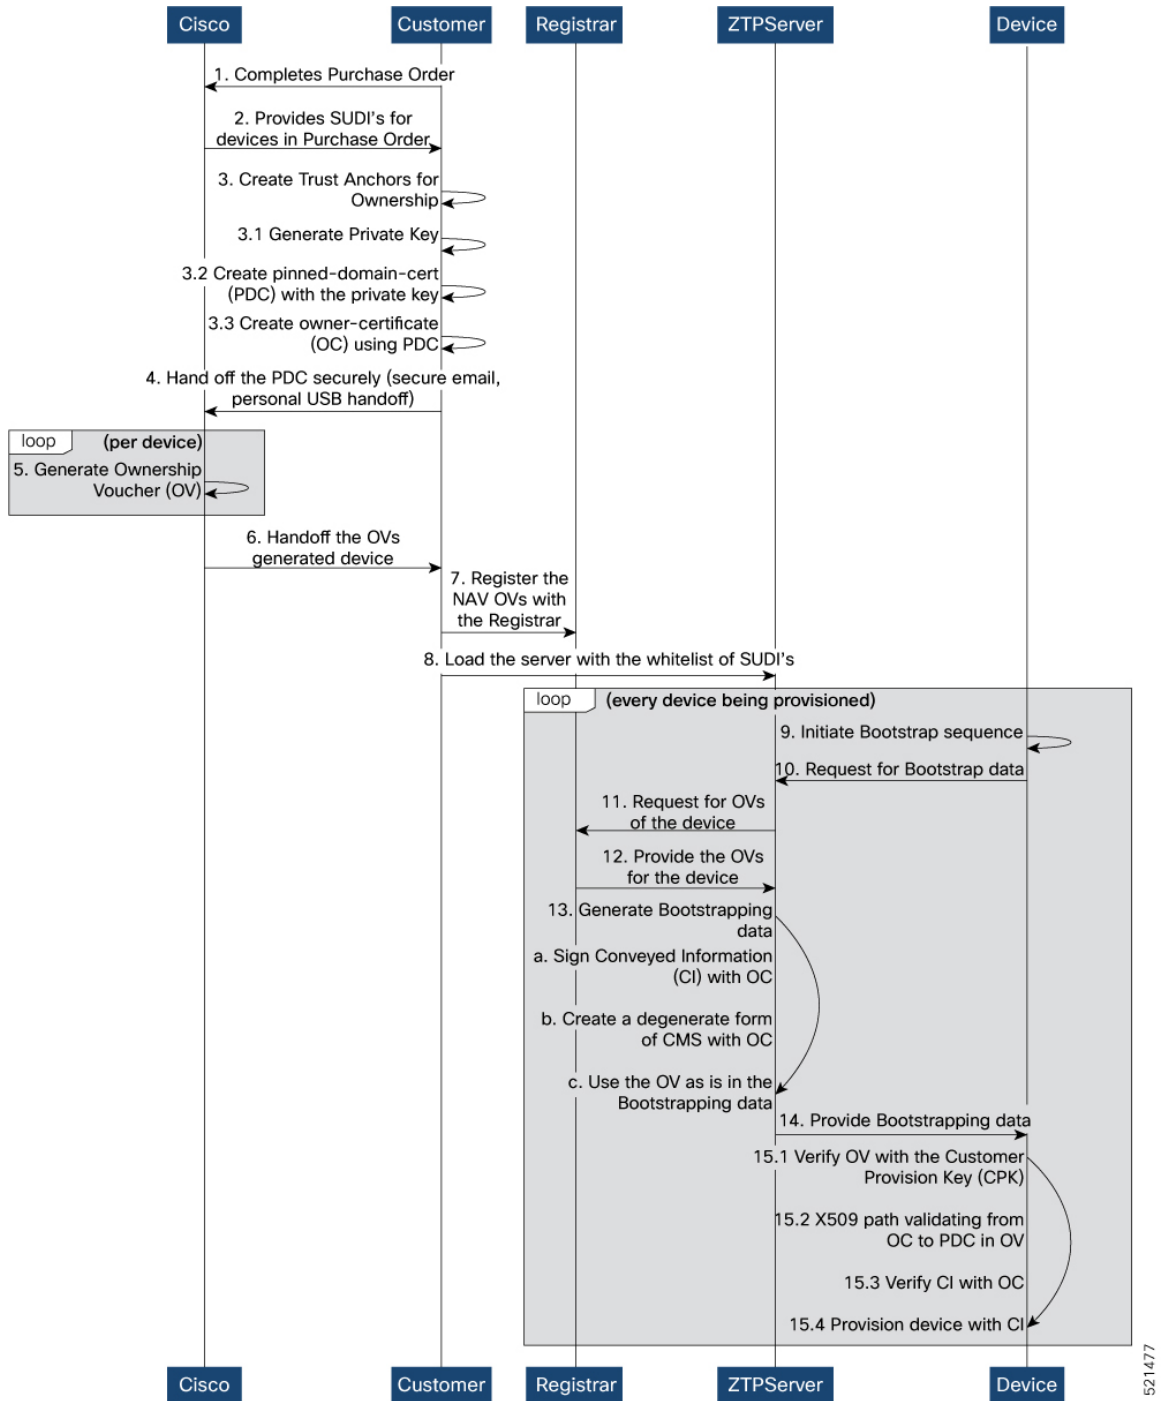 Cisco
Customer
Registrar
ZTPServer
Device
1. Completes Purchase Order
2. Provides SUDI's for
devices in Purchase Order
3. Create Trust Anchors for
Ownership
3.1 Generate Private Key
3.2 Create pinned-domain-cert
(PDC) with the private key
3.3 Create owner-certificate
(OC) using PDC
4. Hand off the PDC securely (secure email,
personal USB handoff)
loop
(per device)
5. Generate Ownership
Voucher (OV)
6. Handoff the OVs
generated device
7. Register the
NAV OVs with
the Registrar
8. Load the server with the whitelist of SUDI's
loop
(every device being provisioned)
9. Initiate Bootstrap sequence
10. Request for Bootstrap data
11. Request for OVs
of the device
12. Provide the OVs
for the device
13. Generate Bootstrapping
data
a. Sign Conveyed Information
(CI) with OC
b. Create a degenerate form
of CMS with OC
c. Use the OV as is in the
Bootstrapping data
14. Provide Bootstrapping data
15.1 Verify OV with the Customer
Provision Key (CPK)
15.2 X509 path validating from
OC to PDC in OV
15.3 Verify CI with OC
15.4 Provision device with CI
Cisco
Customer
Registrar
ZTPServer
Device
521477